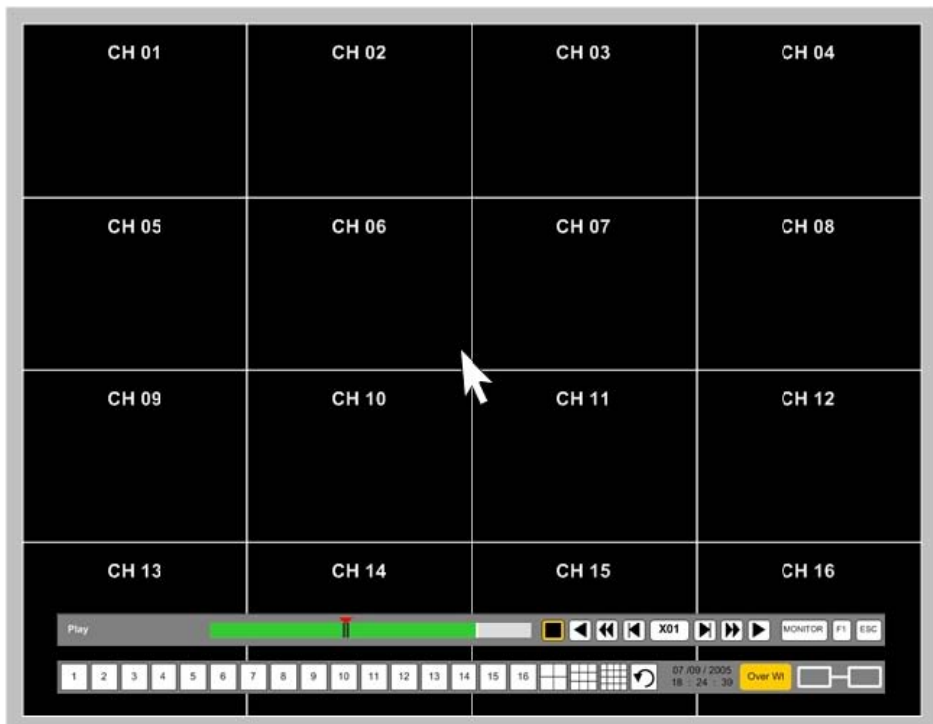 CH 01 CH 02 CH 03 CH 04
CH 05 CH 06 CH 07 CH 08
CH 09 CH 10 CH 11 CH 12
CH 13 CH 14 CH 15 CH 16
Play X01 MONITOR F1 ESC
1 2 3 4 5 6 7 8 9 10 11 12 13 14 15 16 07 /09 / 2005
18 : 24 : 39 Over WI